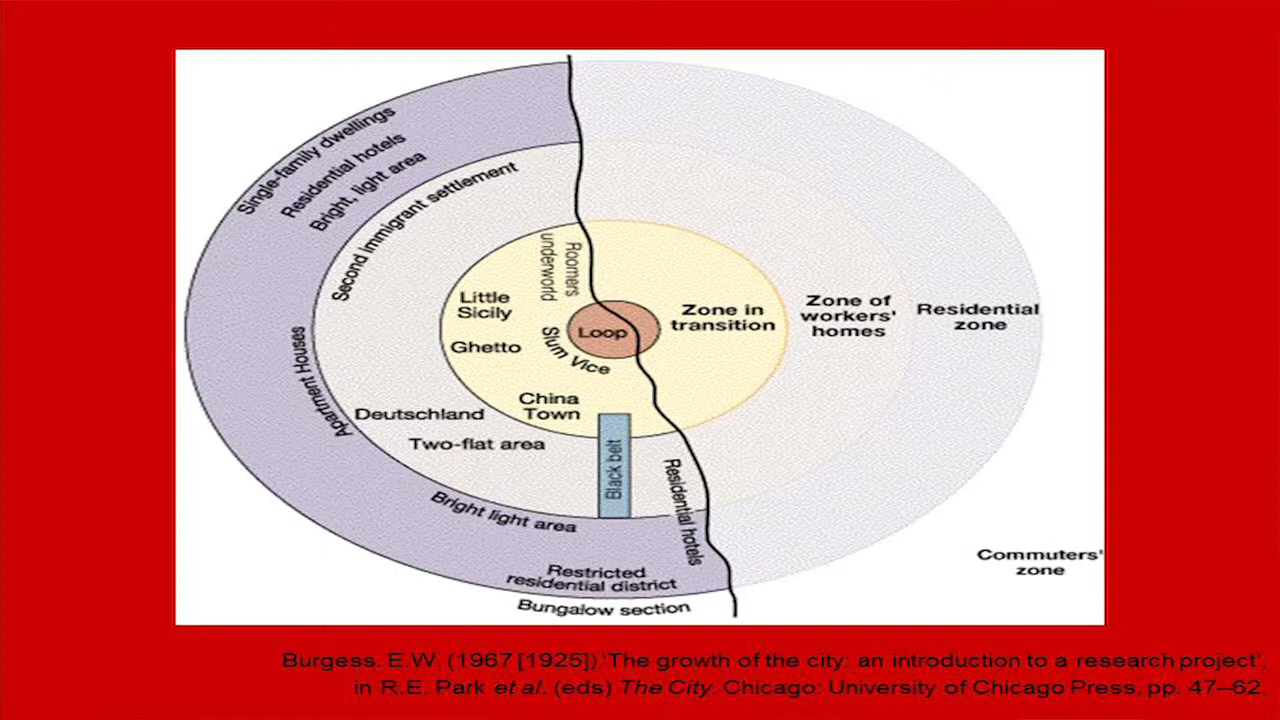 Single-family dwellings
Residential hotels
Bright, light area
Second immigrant settlement
Roomers
underworld
Little
Sicily
Ghetto
Loop
Slum Vice
Zone in
transition
Zone of
workers'
homes
Residential
zone
Apartment Houses
China
Town
Deutschland
Two-flat area
Black belt
Residential hotels
Bright light area
Restricted
residential district
Bungalow section
Commuters'
zone
Burgess. E.W. (1967 [1925]) 'The growth of the city: an introduction to a research project',
in R.E. Park et al. (eds) The City. Chicago: University of Chicago Press, pp. 47–62.